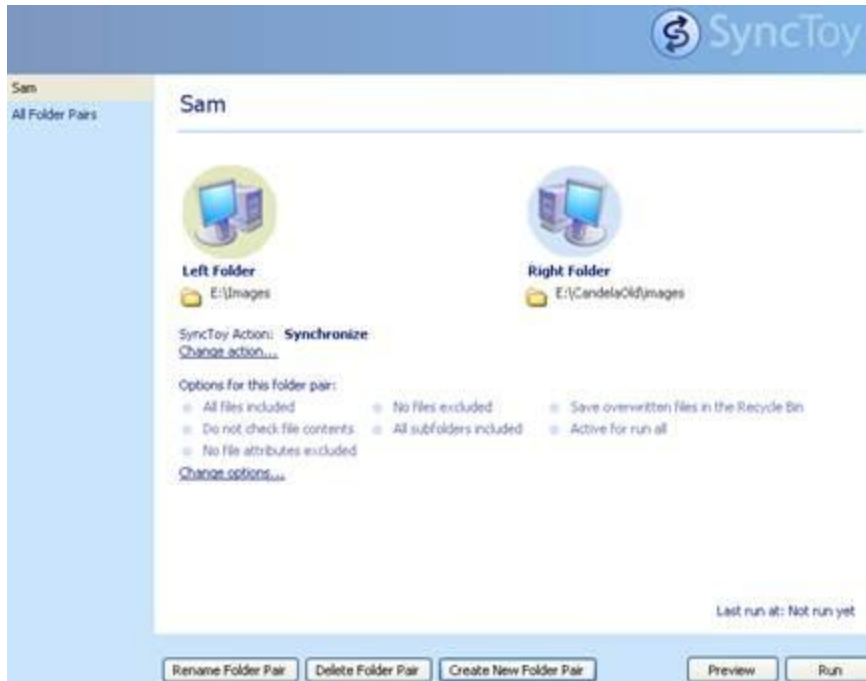 SyncToy
Sam
All Folder Pairs
Sam
Left Folder
E:\Images
Right Folder
E:\CandelaOld\images
SyncToy Action: Synchronize
Change action...
Options for this folder pair:
All files included
No files excluded
Save overwritten files in the Recycle Bin
Do not check file contents
All subfolders included
Active for run all
No file attributes excluded
Change options...
Last run at: Not run yet
Rename Folder Pair
Delete Folder Pair
Create New Folder Pair
Preview
Run